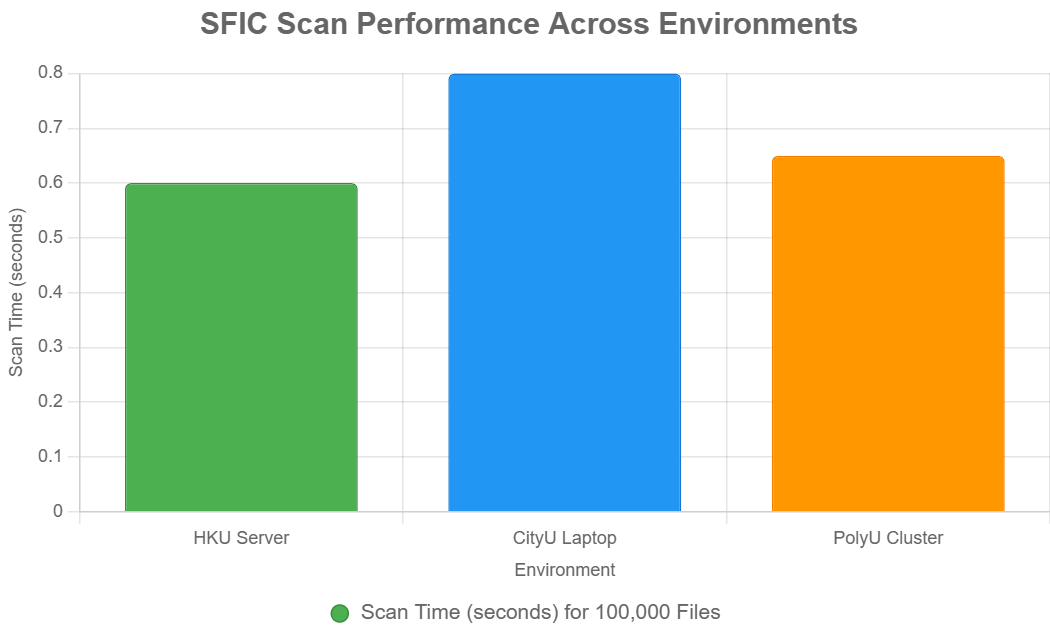 SFIC Scan Performance Across Environments
Scan Time (seconds)
0.8
0.7
0.6
0.5
0.4
0.3
0.2
0.1
0
HKU Server
CityU Laptop
PolyU Cluster
Environment
Scan Time (seconds) for 100,000 Files